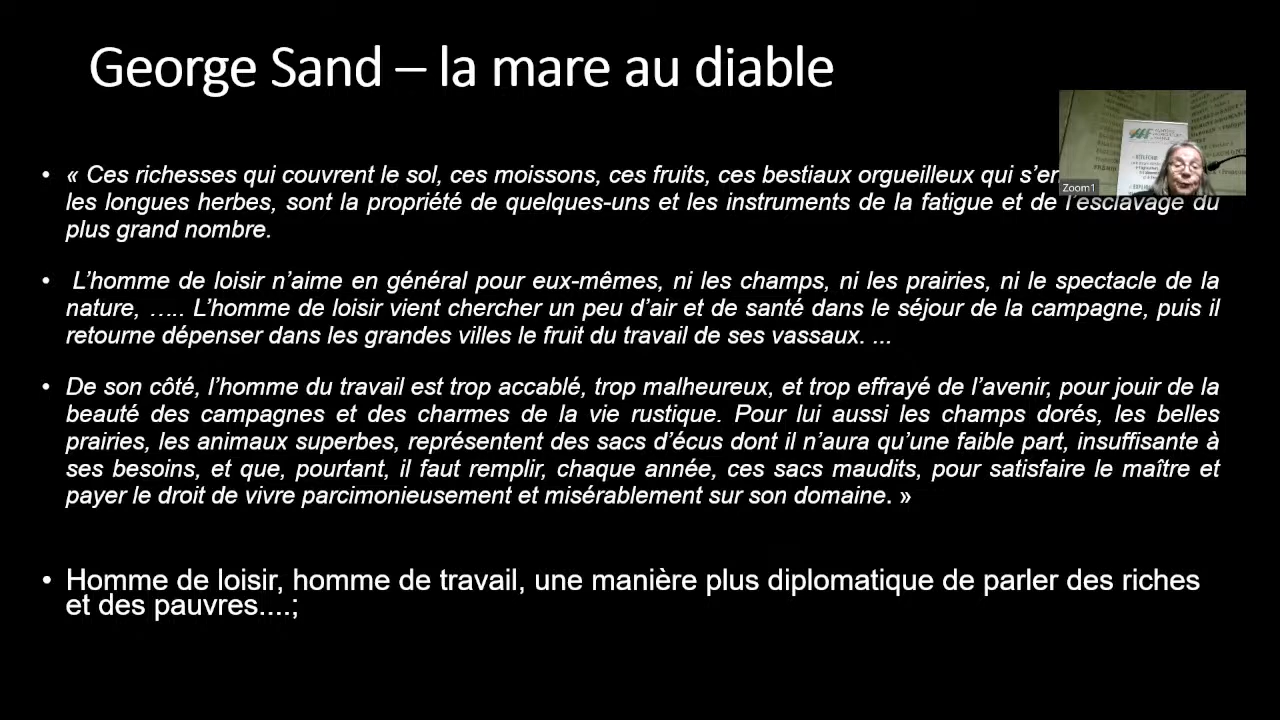 George Sand – la mare au diable
• « Ces richesses qui couvrent le sol, ces moissons, ces fruits, ces bestiaux orgueilleux qui
les longues herbes, sont la propriété de quelques-uns et les instruments de la fatigue et de l’esclavage du
plus grand nombre.
• L’homme de loisir n’aime en général pour eux-mêmes, ni les champs, ni les prairies, ni le spectacle de la
nature, ….. L’homme de loisir vient chercher un peu d’air et de santé dans le séjour de la campagne, puis il
retourne dépenser dans les grandes villes le fruit du travail de ses vassaux. ...
• De son côté, l’homme du travail est trop accablé, trop malheureux, et trop effrayé de l’avenir, pour jouir de la
beauté des campagnes et des charmes de la vie rustique. Pour lui aussi les champs dorés, les belles
prairies, les animaux superbes, représentent des sacs d’écus dont il n’aura qu’une faible part, insuffisante à
ses besoins, et que, pourtant, il faut remplir, chaque année, ces sacs maudits, pour satisfaire le maître et
payer le droit de vivre parcimonieusement et misérablement sur son domaine. »
• Homme de loisir, homme de travail, une manière plus diplomatique de parler des riches
et des pauvres....;
Zoom1